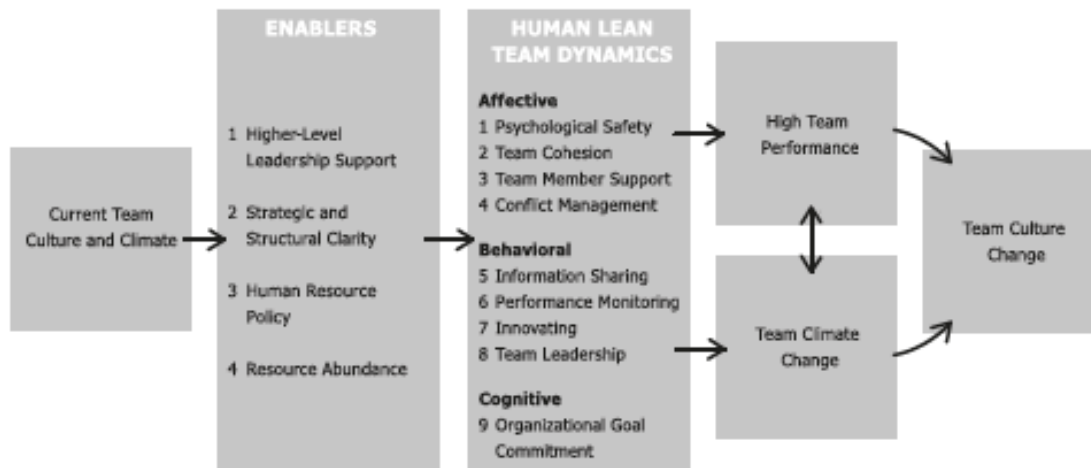 Current Team
Culture and Climate
ENABLERS
1 Higher-Level
Leadership Support
2 Strategic and
Structural Clarity
3 Human Resource
Policy
4 Resource Abundance
HUMAN LEAN
TEAM DYNAMICS
Affective
1 Psychological Safety
2 Team Cohesion
3 Team Member Support
4 Conflict Management
Behavioral
5 Information Sharing
6 Performance Monitoring
7 Innovating
8 Team Leadership
Cognitive
9 Organizational Goal
Commitment
High Team
Performance
Team Climate
Change
Team Culture
Change